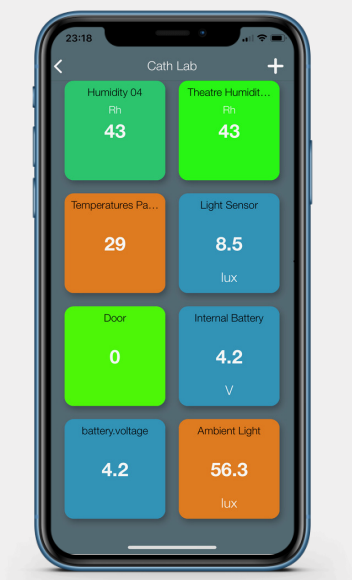 23:18
Cath Lab
Humidity 04
Rh
43
Theatre Humidit...
Rh
43
Temperatures Pa...
29
Light Sensor
8.5
lux
Door
0
Internal Battery
4.2
V
battery.voltage
4.2
Ambient Light
56.3
lux